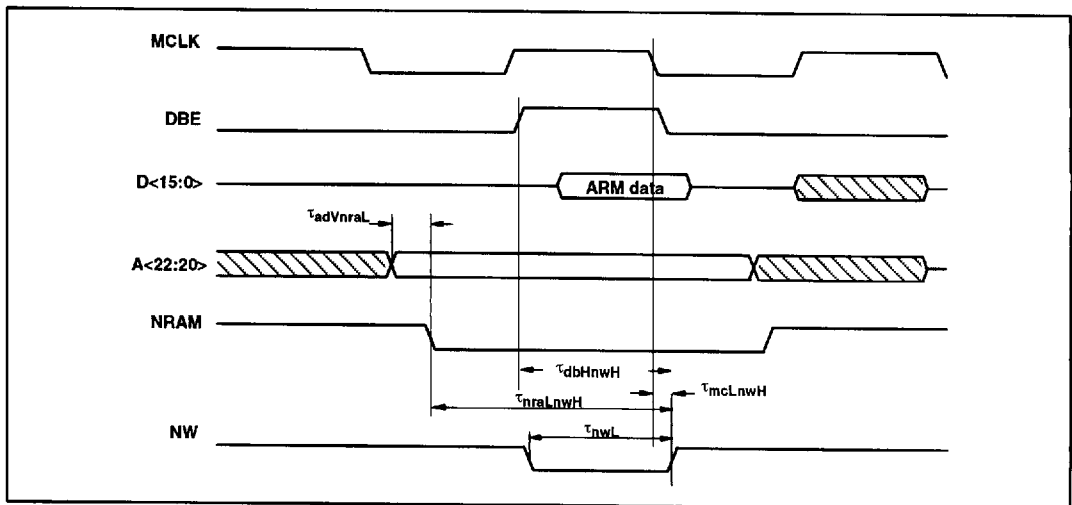 MCLK
DBE
D<15:0>
ARM data
τadVnraL
A<22:20>
NRAM
τdbHnwH
τmcLnwH
τnraLnwH
τnwL
NW